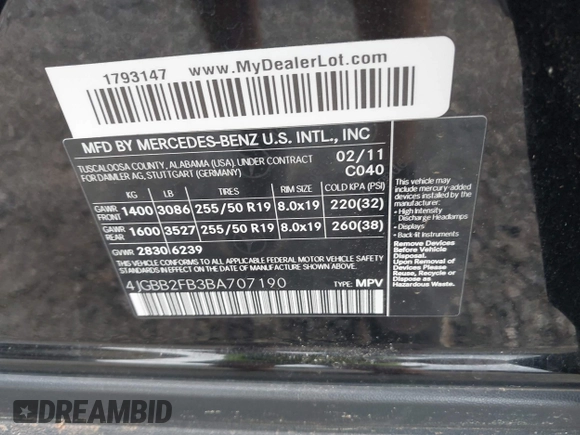 1793147 www.MyDealerLot.com
MFD BY MERCEDES-BENZ U.S. INTL., INC
TUSCALOOSA COUNTY, ALABAMA (USA). UNDER CONTRACT
FOR DAIMLER AG, STUTTGART (GERMANY)
02/11
C040
KG LB TIRES RIM SIZE COLD KPA (PSI)
GAWR FRONT 1400 3086 255/50 R19 8.0x19 220(32)
GAWR REAR 1600 3527 255/50 R19 8.0x19 260(38)
GVWR 2830 6239
THIS VEHICLE CONFORMS TO ALL APPLICABLE FEDERAL MOTOR VEHICLE
SAFETY STANDARDS IN EFFECT ON THE DATE OF MANUFACTURE SHOWN ABOVE.
4JGBB2FB3BA707190 TYPE: MPV
This vehicle may
include mercury-added
devices installed by the
manufacturer:
• High Intensity
Discharge Headlamps
• Displays
• Back-lit Instruments
Remove Devices
Before Vehicle
Disposal.
Upon Removal of
Devices Please
Reuse,
Recycle or
Dispose as
Hazardous Waste.
DREAMBID